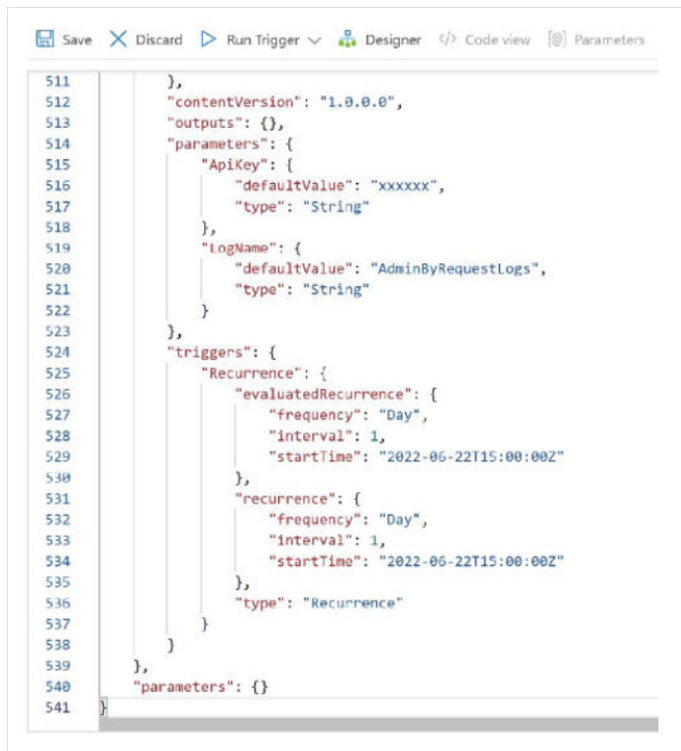 Save Discard Run Trigger Designer </> Code view [@] Parameters
511 },
512 "contentVersion": "1.0.0.0",
513 "outputs": {},
514 "parameters": {
515 "ApiKey": {
516 "defaultValue": "xxxxxx",
517 "type": "String"
518 },
519 "LogName": {
520 "defaultValue": "AdminByRequestLogs",
521 "type": "String"
522 }
523 },
524 "triggers": {
525 "Recurrence": {
526 "evaluatedRecurrence": {
527 "frequency": "Day",
528 "interval": 1,
529 "startTime": "2022-06-22T15:00:00Z"
530 },
531 "recurrence": {
532 "frequency": "Day",
533 "interval": 1,
534 "startTime": "2022-06-22T15:00:00Z"
535 },
536 "type": "Recurrence"
537 }
538 }
539 },
540 "parameters": {}
541 }